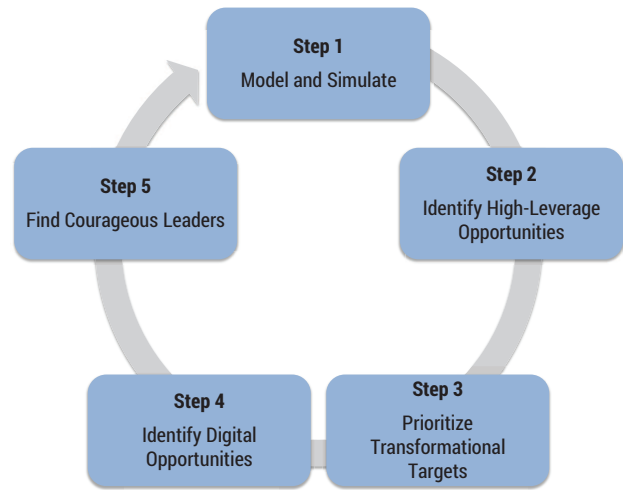 Step 1
Model and Simulate
Step 2
Identify High-Leverage
Opportunities
Step 3
Prioritize
Transformational
Targets
Step 4
Identify Digital
Opportunities
Step 5
Find Courageous Leaders